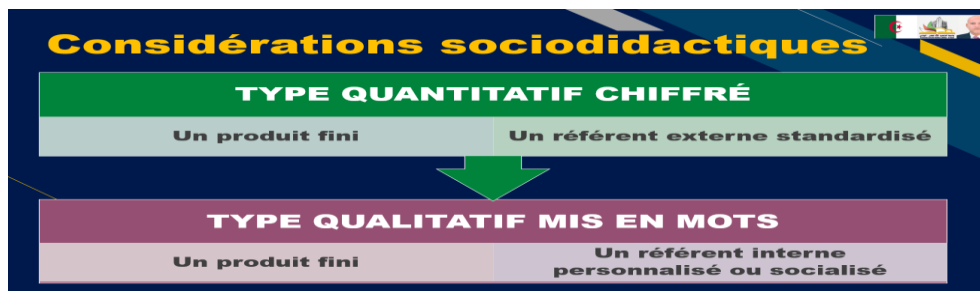 Considérations sociodidactiques
TYPE QUANTITATIF CHIFFRÉ
Un produit fini
Un référent externe standardisé
TYPE QUALITATIF MIS EN MOTS
Un produit fini
Un référent interne
personnalisé ou socialisé